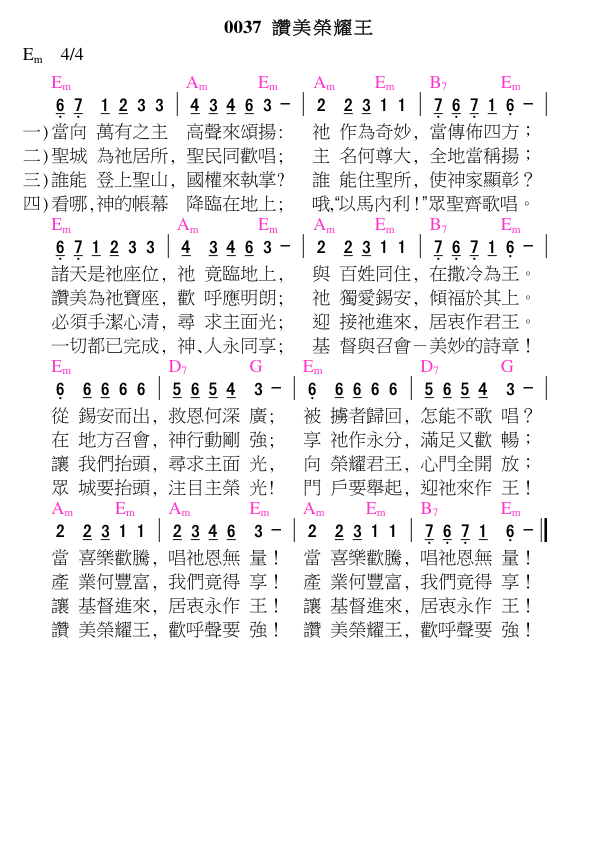 0037 讚美榮耀王
Em 4/4
Em Am Em Am Em B7 Em
6 7 1 2 3 3 | 4 3 4 6 3 － | 2 2 3 1 1 | 7 6 7 1 6 － |
一)當向 萬有之主 高聲來頌揚： 祂 作為奇妙，當傳佈四方；
二)聖城 為祂居所，聖民同歡唱； 主 名何尊大，全地當稱揚；
三)誰能 登上聖山，國權來執掌？ 誰 能住聖所，使神家顯彰？
四)看哪，神的帳幕 降臨在地上； 哦，“以馬內利！”眾聖齊歌唱。
Em Am Em Am Em B7 Em
6 7 1 2 3 3 | 4 3 4 6 3 － | 2 2 3 1 1 | 7 6 7 1 6 － |
諸天是祂座位，祂 竟臨地上， 與 百姓同住，在撒冷為王。
讚美為祂寶座，歡 呼應明朗； 祂 獨愛錫安，傾福於其上。
必須手潔心清，尋 求主面光； 迎 接祂進來，居衷作君王。
一切都已完成，神、人永同享； 基 督與召會－美妙的詩章！
Em D7 G Em D7 G
6 6 6 6 6 | 5 6 5 4 3 － | 6 6 6 6 6 | 5 6 5 4 3 － |
從 錫安而出，救恩何深 廣； 被 擄者歸回，怎能不歌 唱？
在 地方召會，神行動剛 強； 享 祂作永分，滿足又歡 暢；
讓 我們抬頭，尋求主面 光， 向 榮耀君王，心門全開 放；
眾 城要抬頭，注目主榮 光！ 門 戶要舉起，迎祂來作 王！
Am Em Am Em Am Em B7 Em
2 2 3 1 1 | 2 3 4 6 3 － | 2 2 3 1 1 | 7 6 7 1 6 － ‖
當 喜樂歡騰，唱祂恩無 量！ 當 喜樂歡騰，唱祂恩無 量！
產 業何豐富，我們竟得 享！ 產 業何豐富，我們竟得 享！
讓 基督進來，居衷永作 王！ 讓 基督進來，居衷永作 王！
讚 美榮耀王，歡呼聲要 強！ 讚 美榮耀王，歡呼聲要 強！